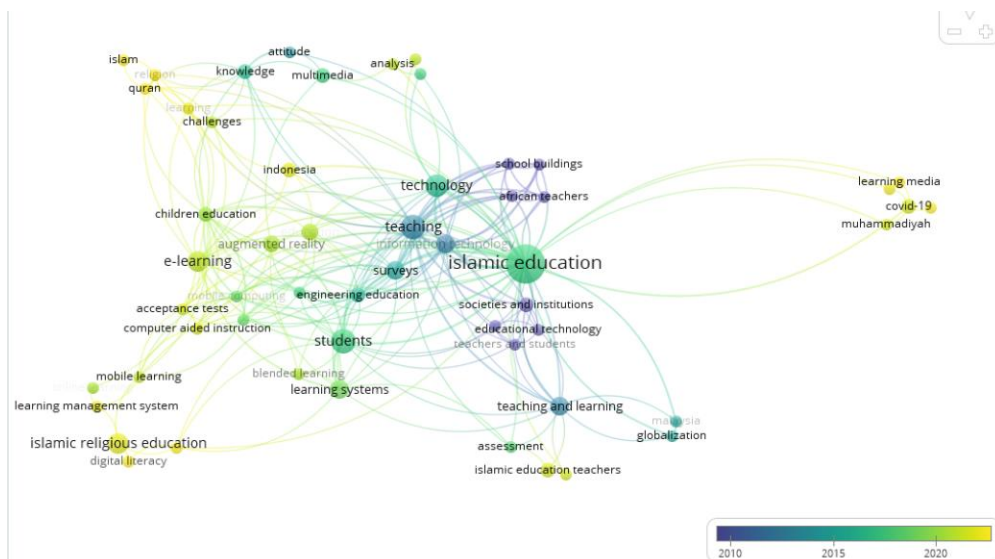 attitude
islam
knowledge
religion
multimedia
analysis
quran
learning
challenges
school buildings
indonesia
technology
learning media
african teachers
covid-19
children education
teaching
muhammadiyah
augmented reality
information technology
e-learning
islamic education
surveys
mobile computing
engineering education
acceptance tests
societies and institutions
computer aided instruction
educational technology
students
teachers and students
blended learning
mobile learning
learning systems
learning management system
teaching and learning
malaysia
globalization
islamic religious education
assessment
digital literacy
islamic education teachers
2010
2015
2020